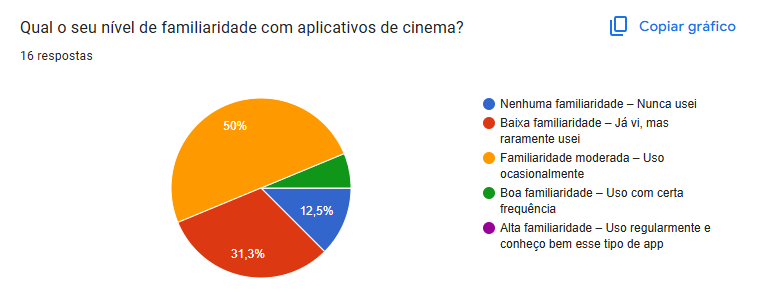 Qual o seu nível de familiaridade com aplicativos de cinema?
Copiar gráfico
16 respostas
50%
12,5%
31,3%
Nenhuma familiaridade – Nunca usei
Baixa familiaridade – Já vi, mas
raramente usei
Familiaridade moderada – Uso
ocasionalmente
Boa familiaridade – Uso com certa
frequência
Alta familiaridade – Uso regularmente e
conheço bem esse tipo de app